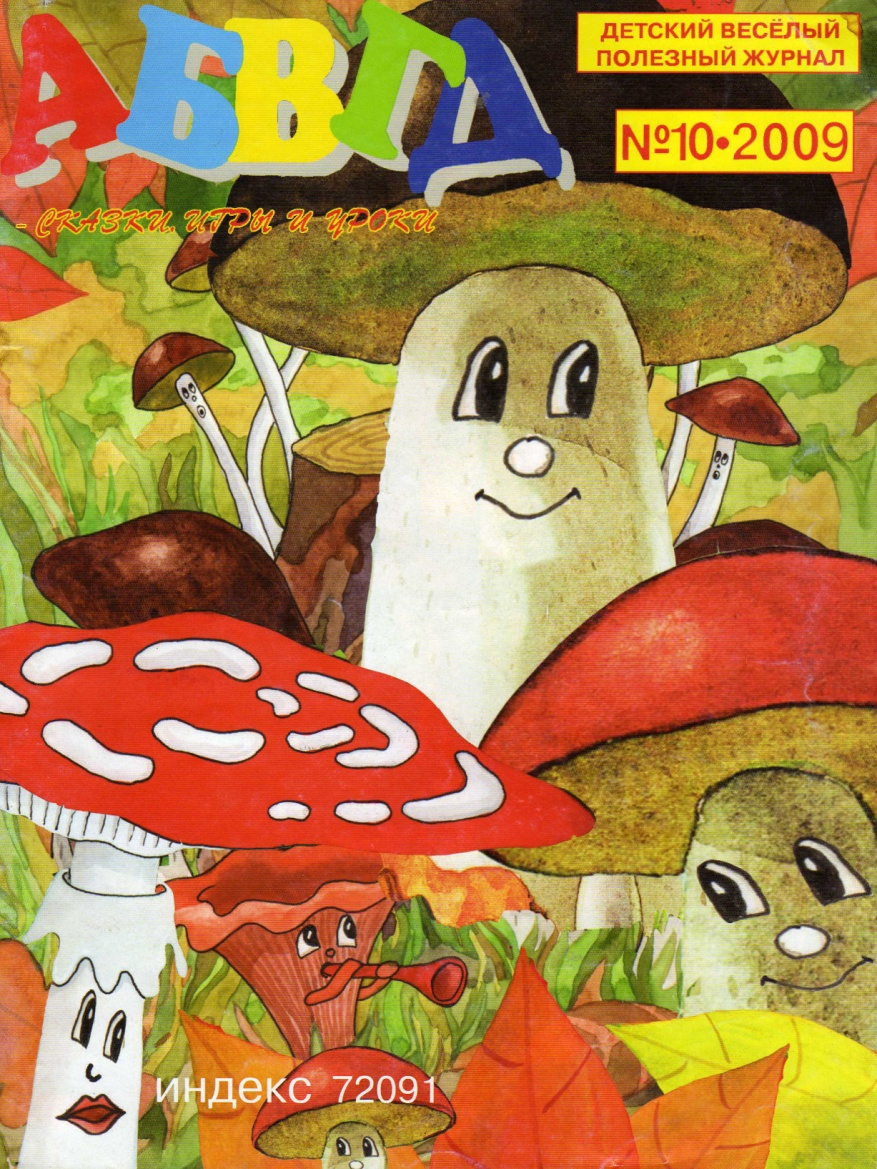 АБВГД
ДЕТСКИЙ ВЕСЁЛЫЙ
ПОЛЕЗНЫЙ ЖУРНАЛ
№10•2009
- СКАЗКИ, ИГРЫ И УРОКИ
индекс 72091